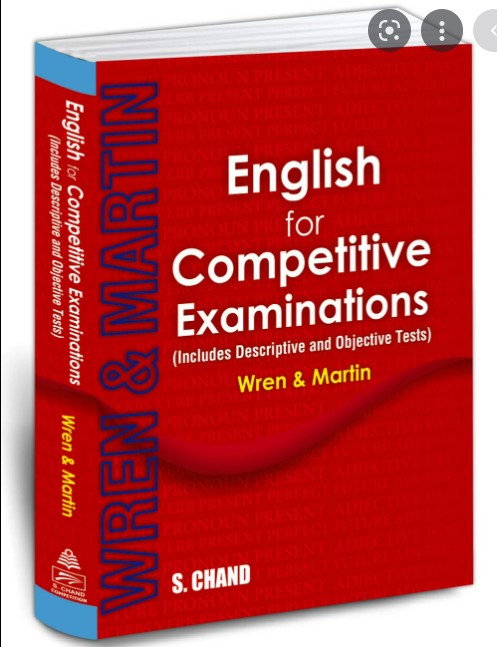 English
for
Competitive
Examinations
(Includes Descriptive and Objective Tests)
Wren & Martin
S. CHAND
WREN & MARTIN
English for Competitive Examinations
(Includes Descriptive and Objective Tests)
Wren & Martin
S. CHAND
COMPETITION